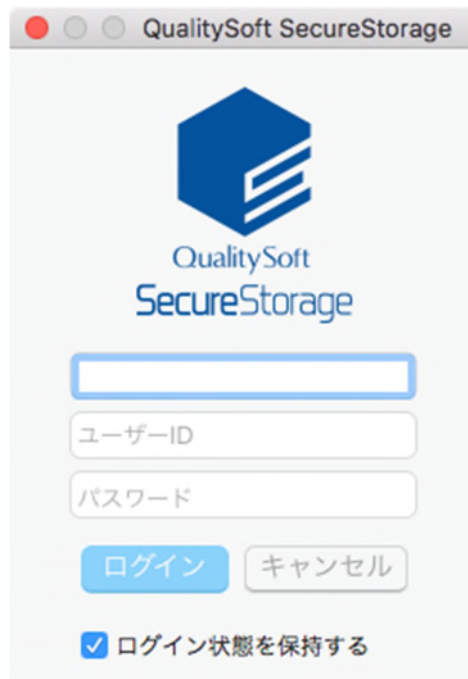 QualitySoft SecureStorage
QualitySoft
SecureStorage
ユーザーID
パスワード
ログイン キャンセル
ログイン状態を保持する